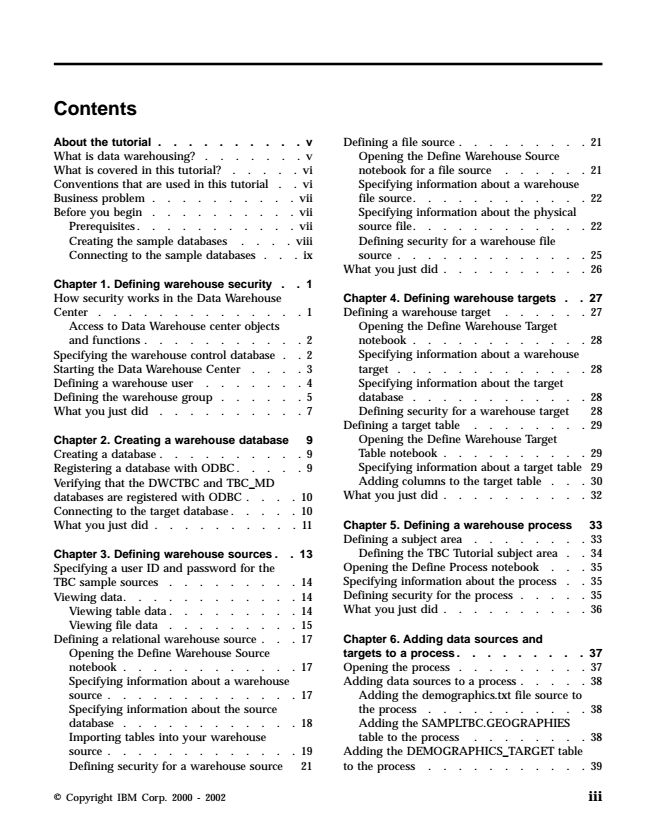 Contents
About the tutorial . . . . . . . . . . v
What is data warehousing? . . . . . . . v
What is covered in this tutorial? . . . . . vi
Conventions that are used in this tutorial . . vi
Business problem . . . . . . . . . . vii
Before you begin . . . . . . . . . . vii
Prerequisites. . . . . . . . . . . vii
Creating the sample databases . . . . viii
Connecting to the sample databases . . . ix
Chapter 1. Defining warehouse security . . 1
How security works in the Data Warehouse
Center . . . . . . . . . . . . . . 1
Access to Data Warehouse center objects
and functions . . . . . . . . . . . 2
Specifying the warehouse control database . . 2
Starting the Data Warehouse Center . . . . 3
Defining a warehouse user . . . . . . . 4
Defining the warehouse group . . . . . . 5
What you just did . . . . . . . . . . 7
Chapter 2. Creating a warehouse database 9
Creating a database . . . . . . . . . . 9
Registering a database with ODBC . . . . . 9
Verifying that the DWCTBC and TBC_MD
databases are registered with ODBC . . . . 10
Connecting to the target database . . . . . 10
What you just did . . . . . . . . . . 11
Chapter 3. Defining warehouse sources . . 13
Specifying a user ID and password for the
TBC sample sources . . . . . . . . . 14
Viewing data. . . . . . . . . . . . 14
Viewing table data . . . . . . . . . 14
Viewing file data . . . . . . . . . 15
Defining a relational warehouse source . . . 17
Opening the Define Warehouse Source
notebook . . . . . . . . . . . . 17
Specifying information about a warehouse
source . . . . . . . . . . . . . 17
Specifying information about the source
database . . . . . . . . . . . . 18
Importing tables into your warehouse
source . . . . . . . . . . . . . 19
Defining security for a warehouse source 21
Defining a file source . . . . . . . . . 21
Opening the Define Warehouse Source
notebook for a file source . . . . . . 21
Specifying information about a warehouse
file source. . . . . . . . . . . . 22
Specifying information about the physical
source file. . . . . . . . . . . . 22
Defining security for a warehouse file
source . . . . . . . . . . . . . 25
What you just did . . . . . . . . . . 26
Chapter 4. Defining warehouse targets . . 27
Defining a warehouse target . . . . . . 27
Opening the Define Warehouse Target
notebook . . . . . . . . . . . . 28
Specifying information about a warehouse
target . . . . . . . . . . . . . 28
Specifying information about the target
database . . . . . . . . . . . . 28
Defining security for a warehouse target 28
Defining a target table . . . . . . . . 29
Opening the Define Warehouse Target
Table notebook . . . . . . . . . . 29
Specifying information about a target table 29
Adding columns to the target table . . . 30
What you just did . . . . . . . . . . 32
Chapter 5. Defining a warehouse process 33
Defining a subject area . . . . . . . . 33
Defining the TBC Tutorial subject area . . 34
Opening the Define Process notebook . . . 35
Specifying information about the process . . 35
Defining security for the process . . . . . 35
What you just did . . . . . . . . . . 36
Chapter 6. Adding data sources and
targets to a process . . . . . . . . . 37
Opening the process . . . . . . . . . 37
Adding data sources to a process . . . . . 38
Adding the demographics.txt file source to
the process . . . . . . . . . . . 38
Adding the SAMPLTBC.GEOGRAPHIES
table to the process . . . . . . . . 38
Adding the DEMOGRAPHICS_TARGET table
to the process . . . . . . . . . . . 39
© Copyright IBM Corp. 2000 - 2002
iii